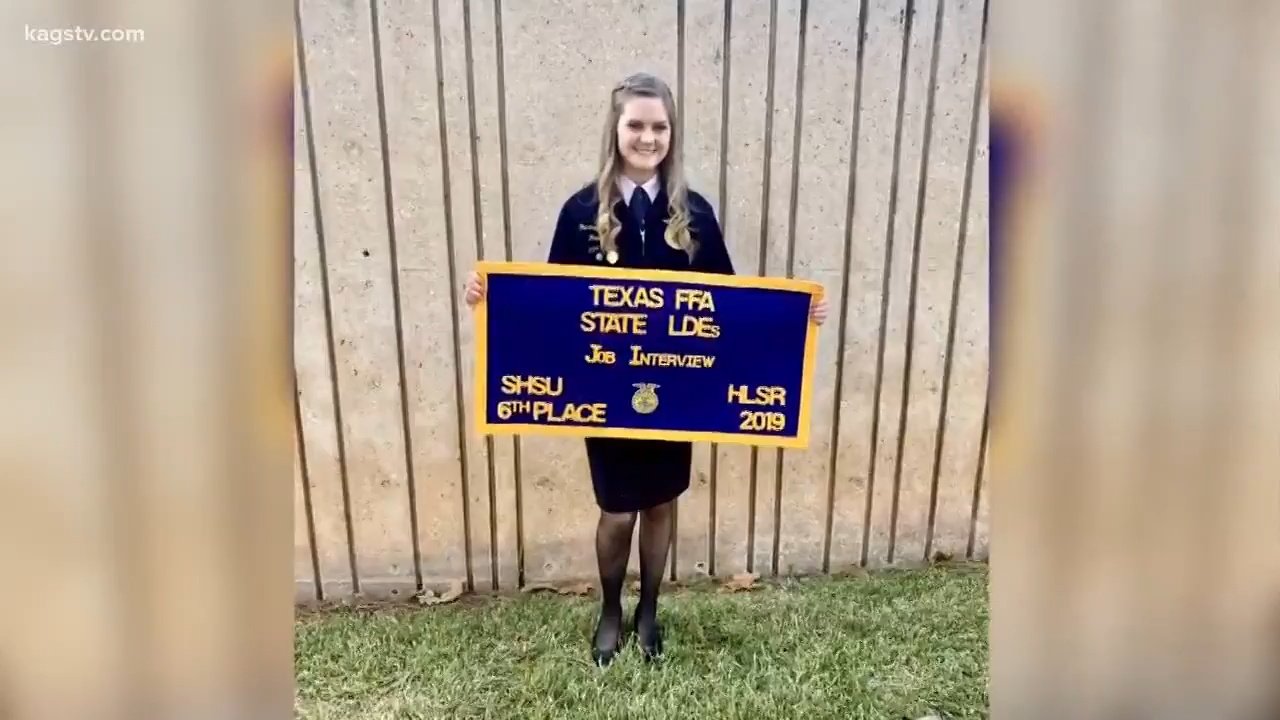 kagstv.com
TEXAS FFA
STATE LDEs
JOB INTERVIEW
SHSU
6TH PLACE
HLSR
2019